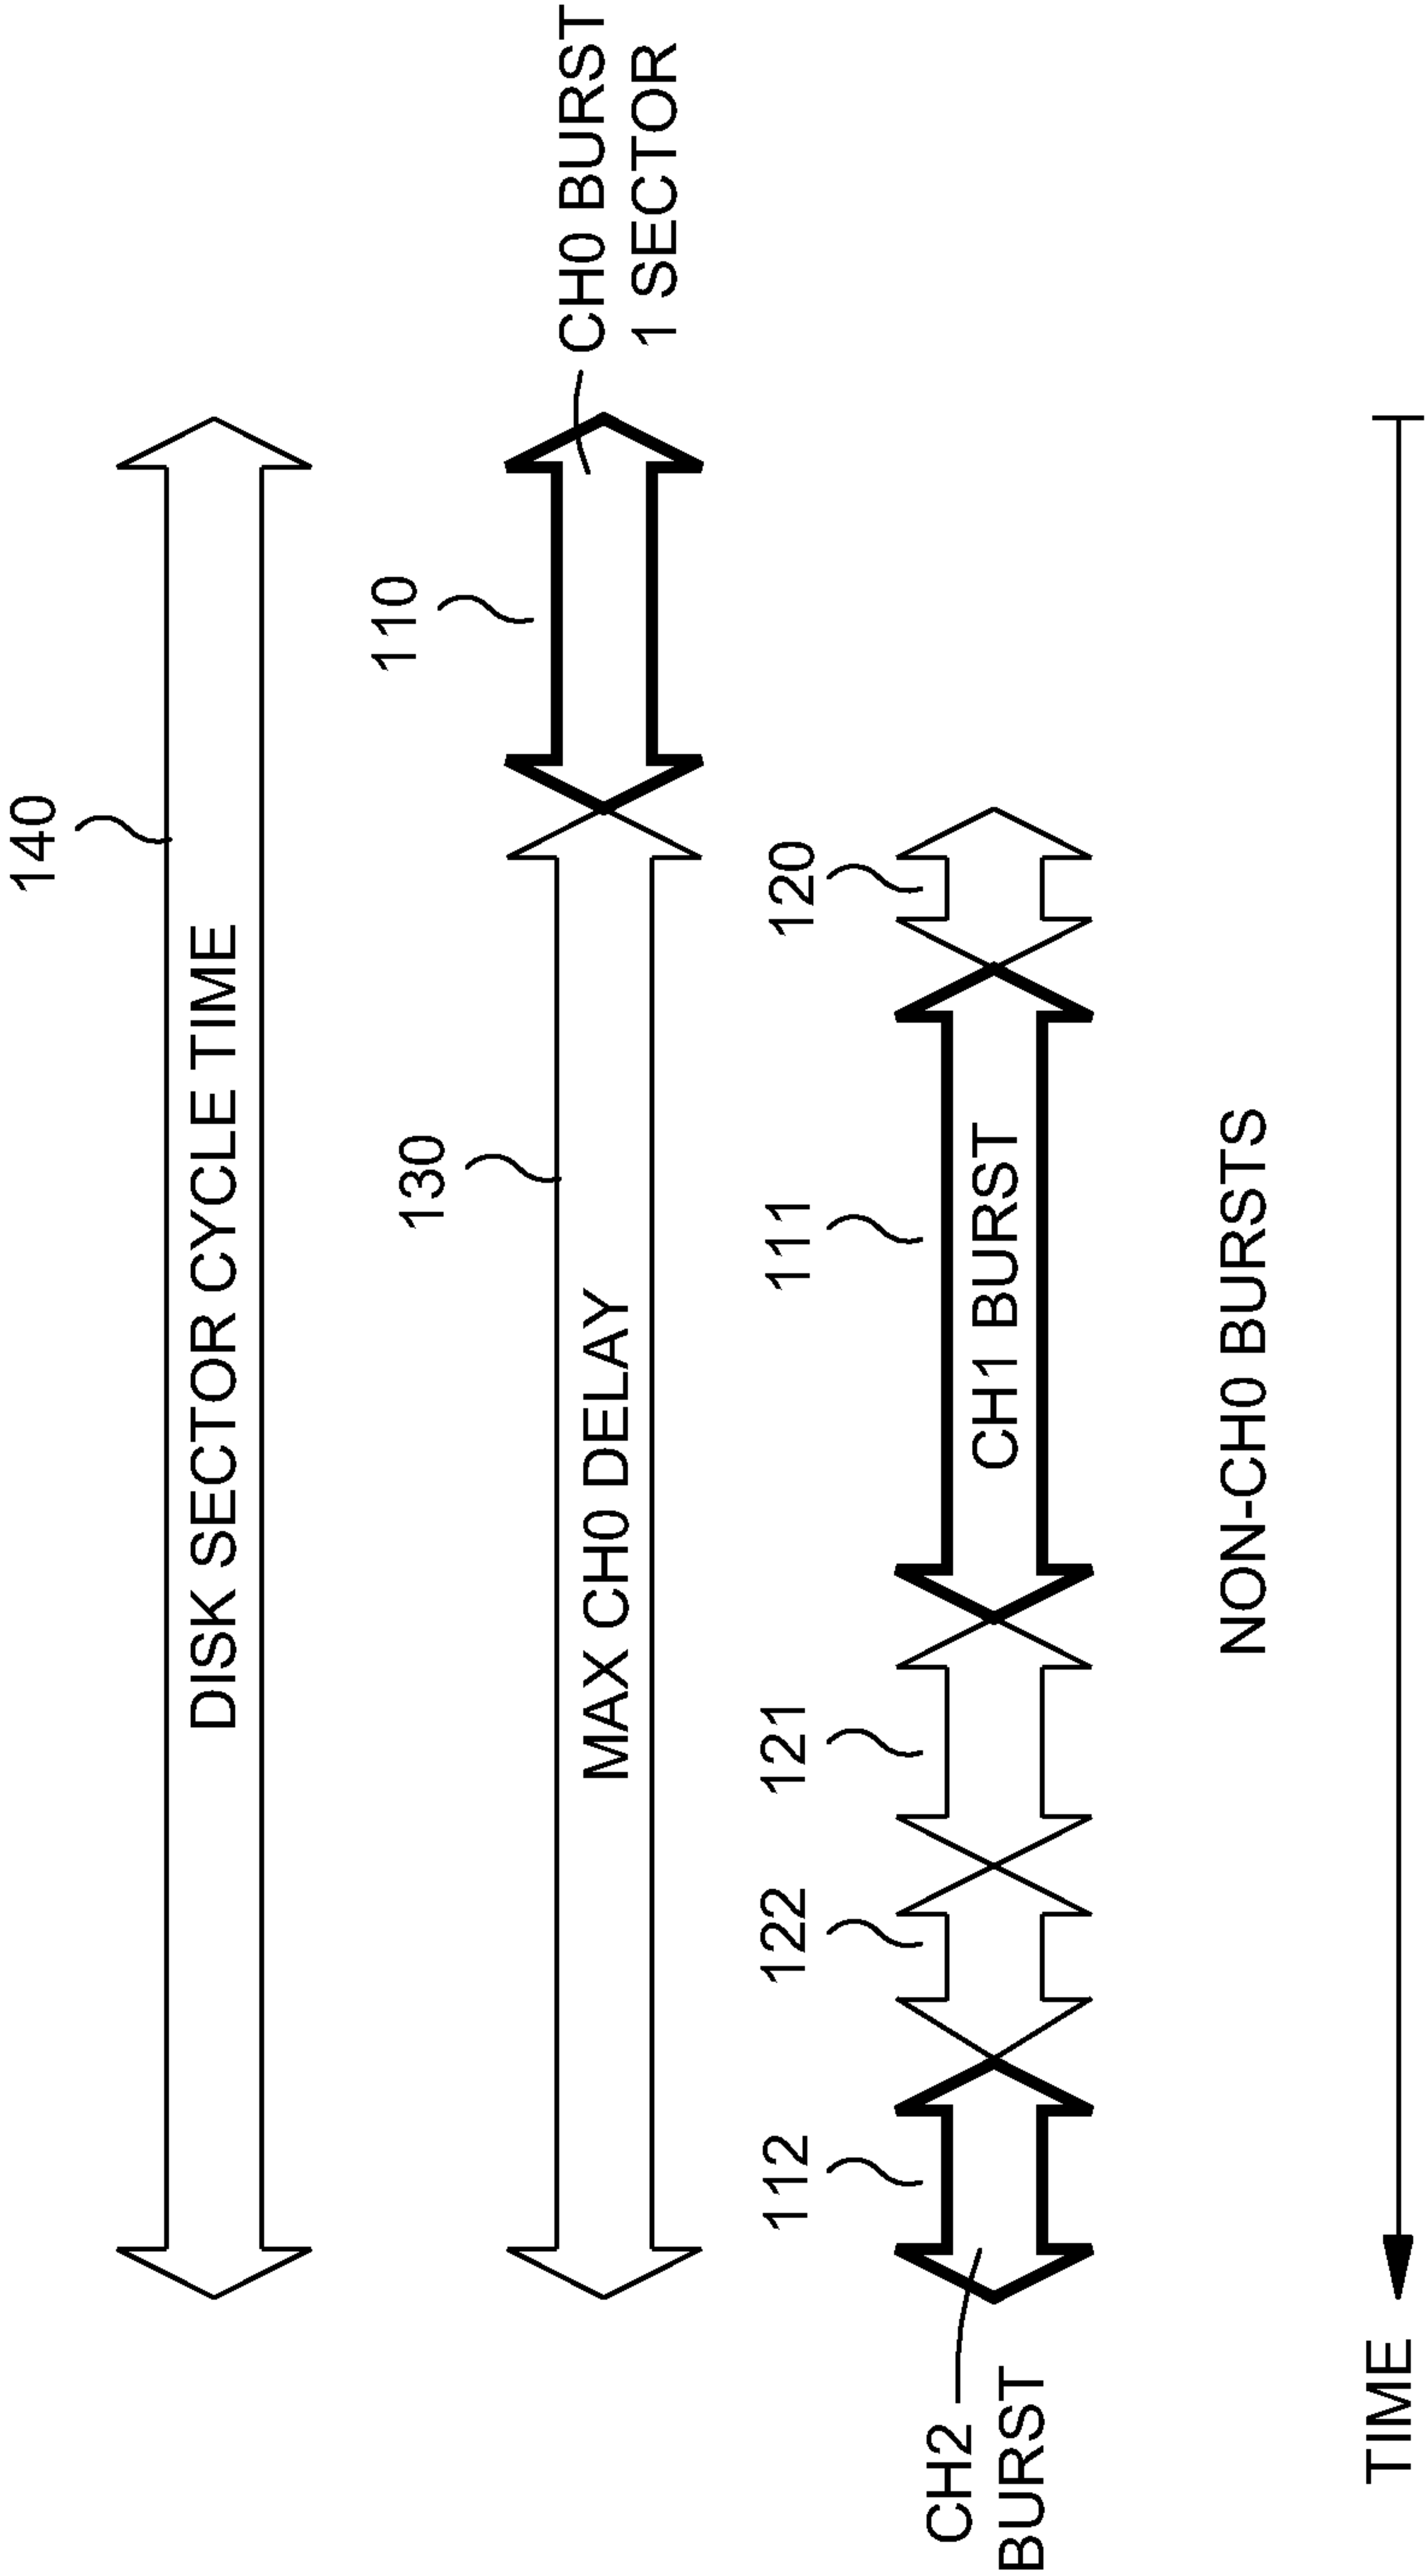 140
DISK SECTOR CYCLE TIME
130
110
MAX CH0 DELAY
CH0 BURST
1 SECTOR
112
122
121
111
120
CH2
BURST
CH1 BURST
NON-CH0 BURSTS
TIME